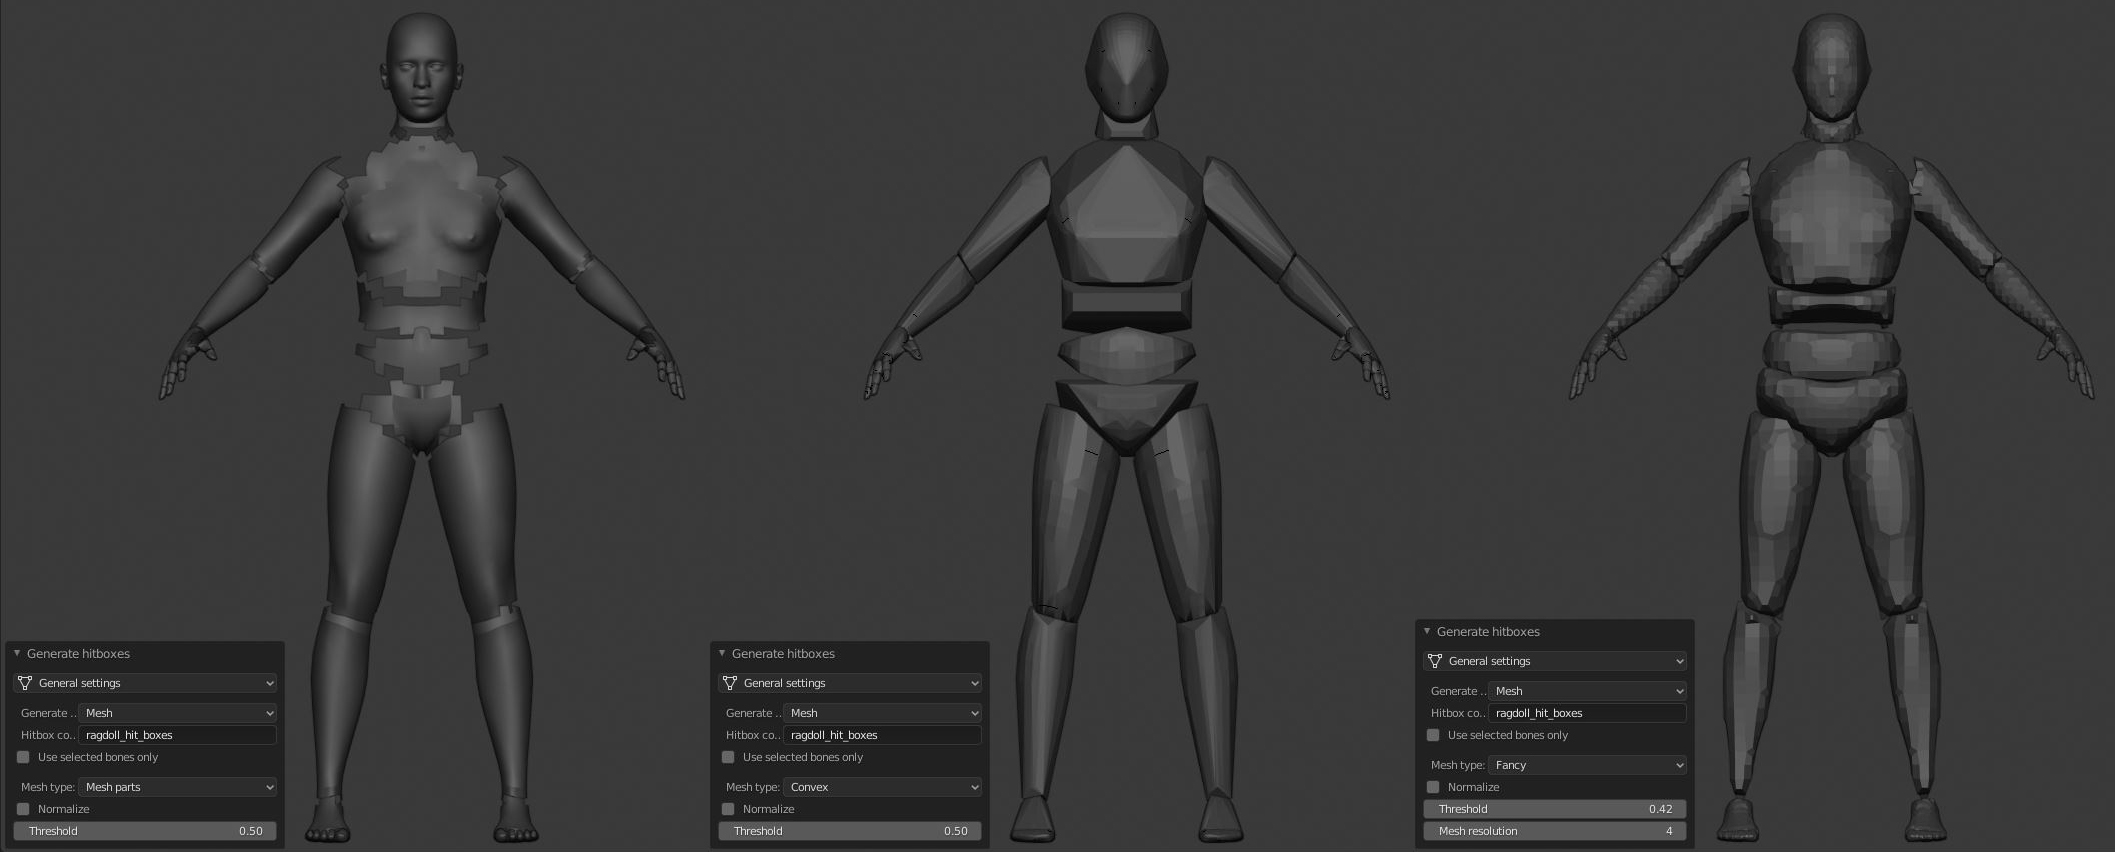 Generate hitboxes
General settings
Generate .. Mesh
Hitbox co.. ragdoll_hit_boxes
Use selected bones only
Mesh type: Mesh parts
Normalize
Threshold 0.50
Generate hitboxes
General settings
Generate .. Mesh
Hitbox co.. ragdoll_hit_boxes
Use selected bones only
Mesh type: Convex
Normalize
Threshold 0.50
Generate hitboxes
General settings
Generate .. Mesh
Hitbox co.. ragdoll_hit_boxes
Use selected bones only
Mesh type: Fancy
Normalize
Threshold 0.42
Mesh resolution 4